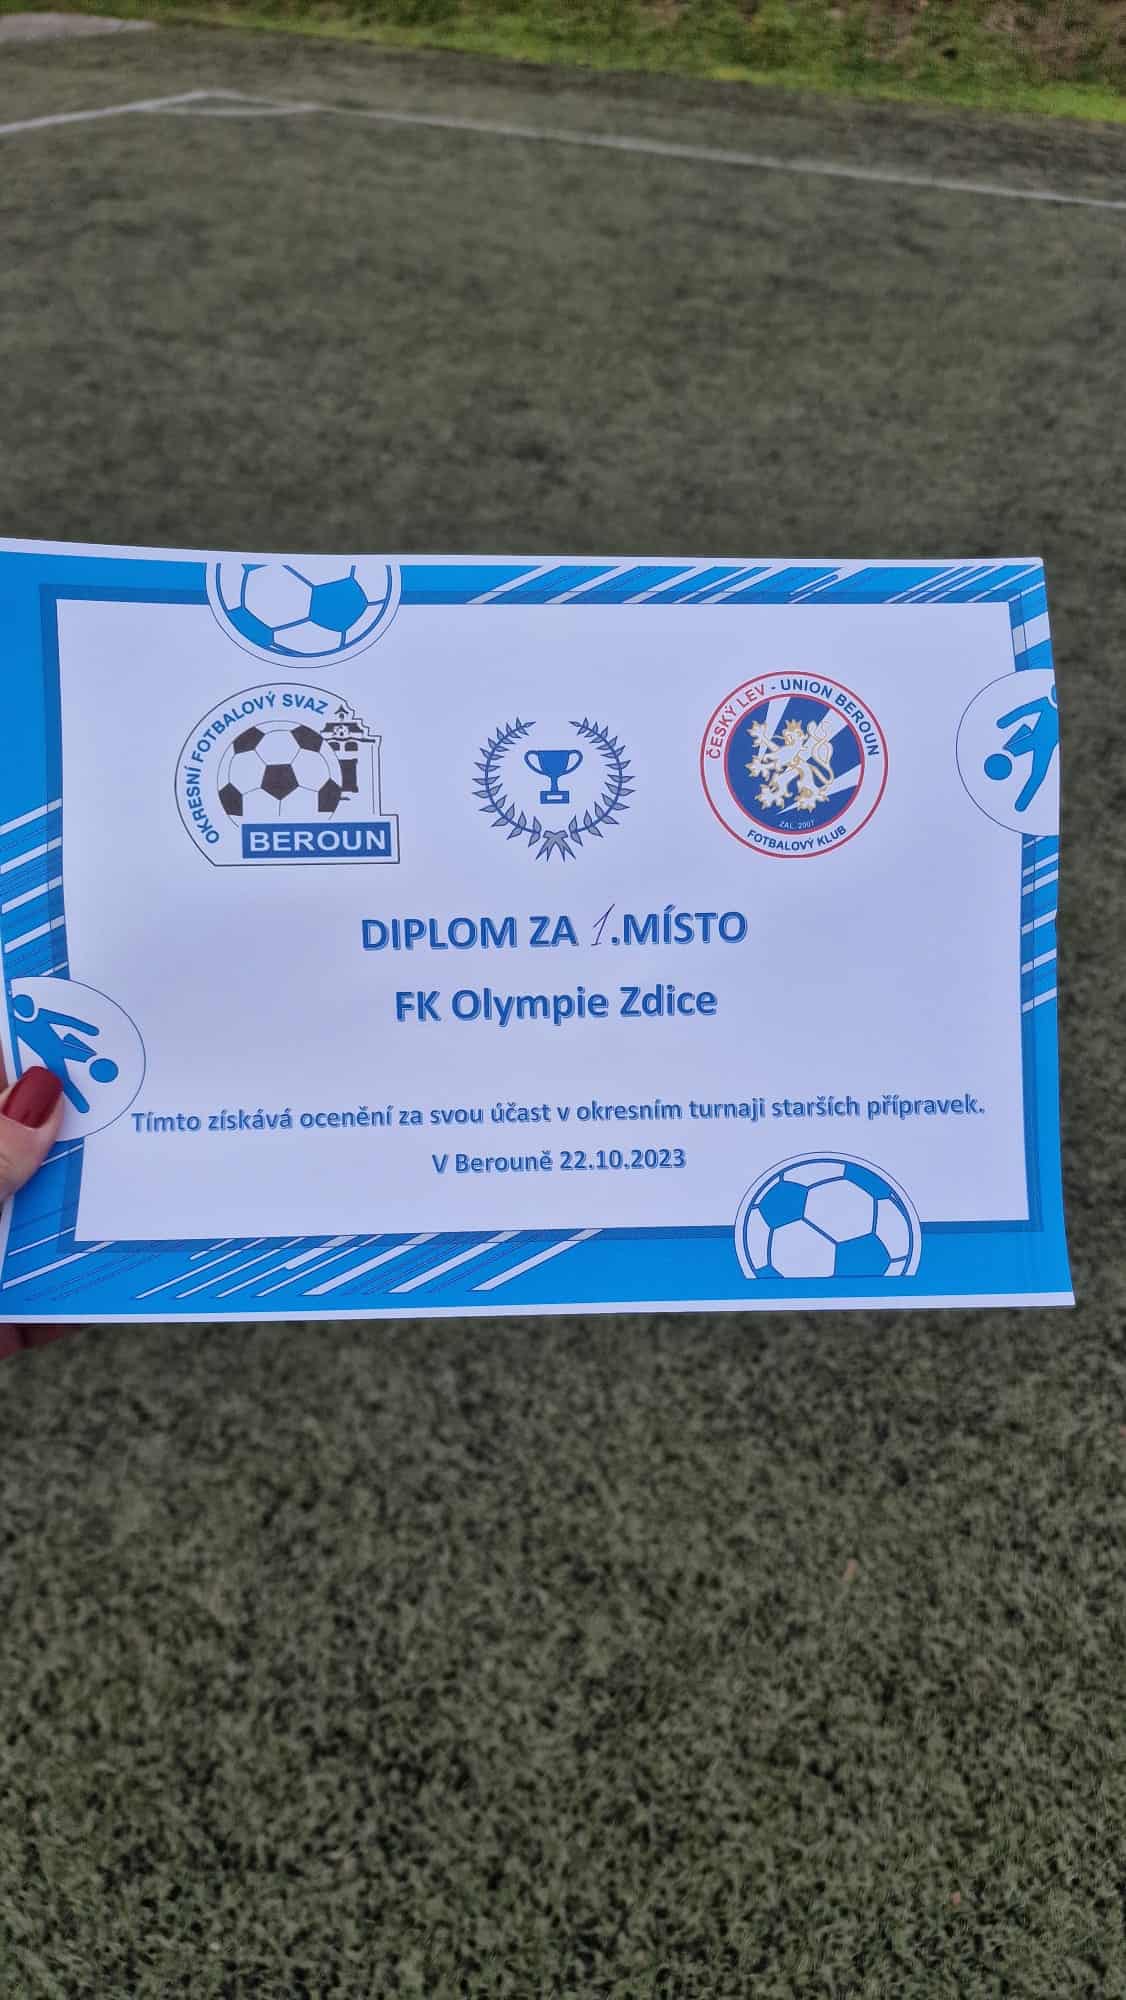 OKRESNÍ FOTBALOVÝ SVAZ
BEROUN
ČESKÝ LEV - UNION BEROUN
ZAL. 2007
FOTBALOVÝ KLUB
DIPLOM ZA 1.MÍSTO
FK Olympie Zdice
Tímto získává ocenění za svou účast v okresním turnaji starších přípravek.
V Berouně 22.10.2023